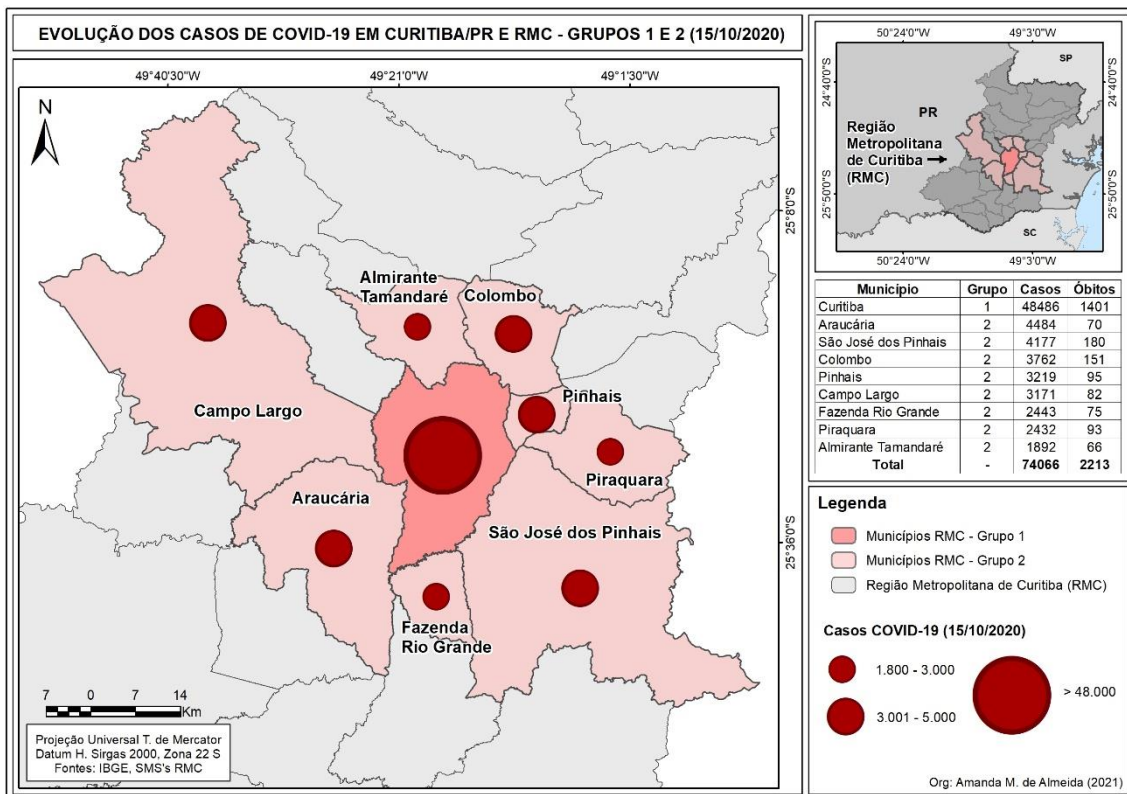 EVOLUÇÃO DOS CASOS DE COVID-19 EM CURITIBA/PR E RMC - GRUPOS 1 E 2 (15/10/2020)
49°40'30"W 49°21'0"W 49°1'30"W
N
25°8'0"S
25°36'0"S
Almirante
Tamandaré
Colombo
Campo Largo
Pinhais
Piraquara
Araucária
São José dos Pinhais
Fazenda
Rio Grande
7 0 7 14
Km
Projeção Universal T. de Mercator
Datum H. Sirgas 2000, Zona 22 S
Fontes: IBGE, SMS's RMC
50°24'0"W 49°3'0"W
24°40'0"S 24°40'0"S
SP
PR
Região
Metropolitana
de Curitiba
(RMC)
25°50'0"S 25°50'0"S
SC
50°24'0"W 49°3'0"W
Município Grupo Casos Óbitos
Curitiba 1 48486 1401
Araucária 2 4484 70
São José dos Pinhais 2 4177 180
Colombo 2 3762 151
Pinhais 2 3219 95
Campo Largo 2 3171 82
Fazenda Rio Grande 2 2443 75
Piraquara 2 2432 93
Almirante Tamandaré 2 1892 66
Total - 74066 2213
Legenda
Municípios RMC - Grupo 1
Municípios RMC - Grupo 2
Região Metropolitana de Curitiba (RMC)
Casos COVID-19 (15/10/2020)
1.800 - 3.000
3.001 - 5.000
> 48.000
Org: Amanda M. de Almeida (2021)